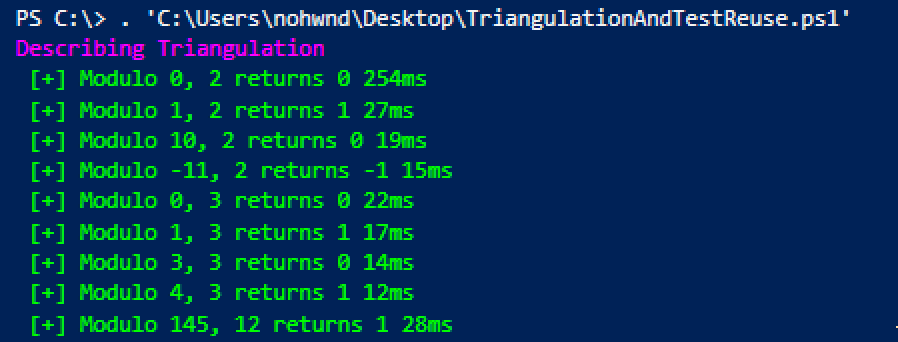 PS C:\> . 'C:\Users\nohwnd\Desktop\TriangulationAndTestReuse.ps1'
Describing Triangulation
[+] Modulo 0, 2 returns 0 254ms
[+] Modulo 1, 2 returns 1 27ms
[+] Modulo 10, 2 returns 0 19ms
[+] Modulo -11, 2 returns -1 15ms
[+] Modulo 0, 3 returns 0 22ms
[+] Modulo 1, 3 returns 1 17ms
[+] Modulo 3, 3 returns 0 14ms
[+] Modulo 4, 3 returns 1 12ms
[+] Modulo 145, 12 returns 1 28ms